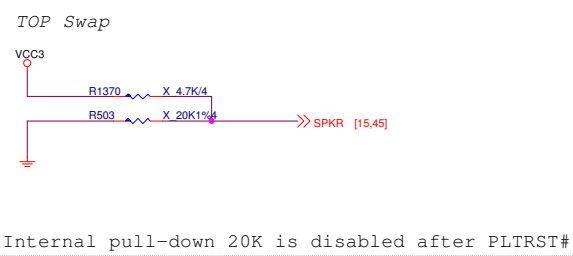 TOP Swap
VCC3
R1370 X_4.7K/4
R503 X_20K1%4
SPKR [15,45]
Internal pull-down 20K is disabled after PLTRST#